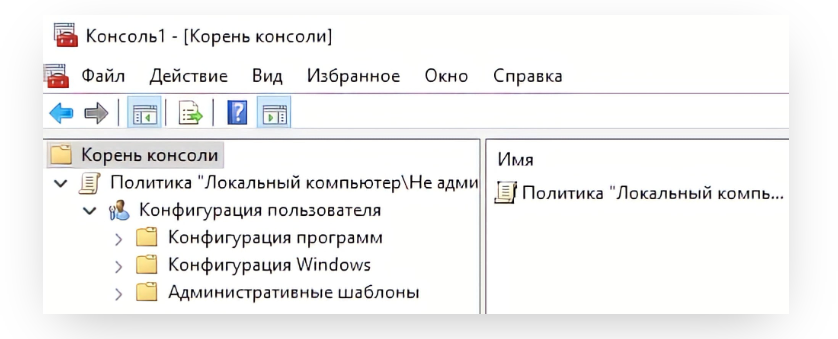 Консоль1 - [Корень консоли]
Файл Действие Вид Избранное Окно Справка
Корень консоли
Политика "Локальный компьютер\Не адми
Конфигурация пользователя
Конфигурация программ
Конфигурация Windows
Административные шаблоны
Имя
Политика "Локальный компь...